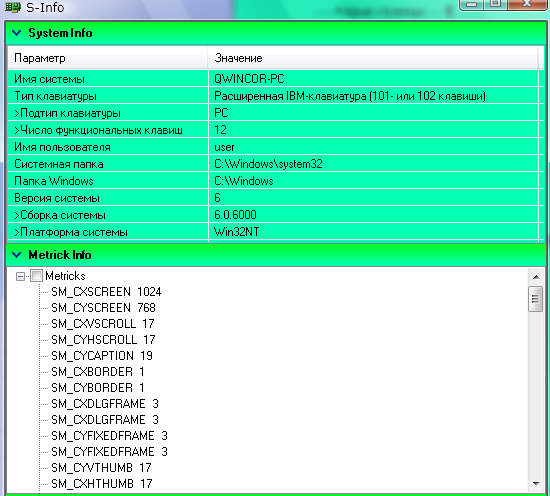 S-Info
System Info
Параметр Значение
Имя системы QWINCOR-PC
Тип клавиатуры Расширенная IBM-клавиатура (101- или 102 клавиши)
>Подтип клавиатуры PC
>Число функциональных клавиш 12
Имя пользователя user
Системная папка C:\Windows\system32
Папка Windows C:\Windows
Версия системы 6
>Сборка системы 6.0.6000
>Платформа системы Win32NT
Metrick Info
Metricks
SM_CXSCREEN 1024
SM_CYSCREEN 768
SM_CXVSCROLL 17
SM_CYHSCROLL 17
SM_CYCAPTION 19
SM_CXBORDER 1
SM_CYBORDER 1
SM_CXDLGFRAME 3
SM_CXDLGFRAME 3
SM_CYFIXEDFRAME 3
SM_CYFIXEDFRAME 3
SM_CYVTHUMB 17
SM_CXHTHUMB 17